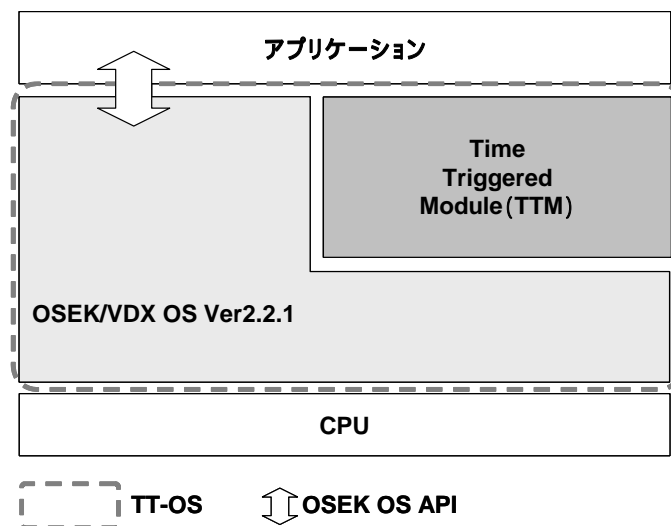 アプリケーション
Time
Triggered
Module(TTM)
OSEK/VDX OS Ver2.2.1
CPU
TT-OS
OSEK OS API